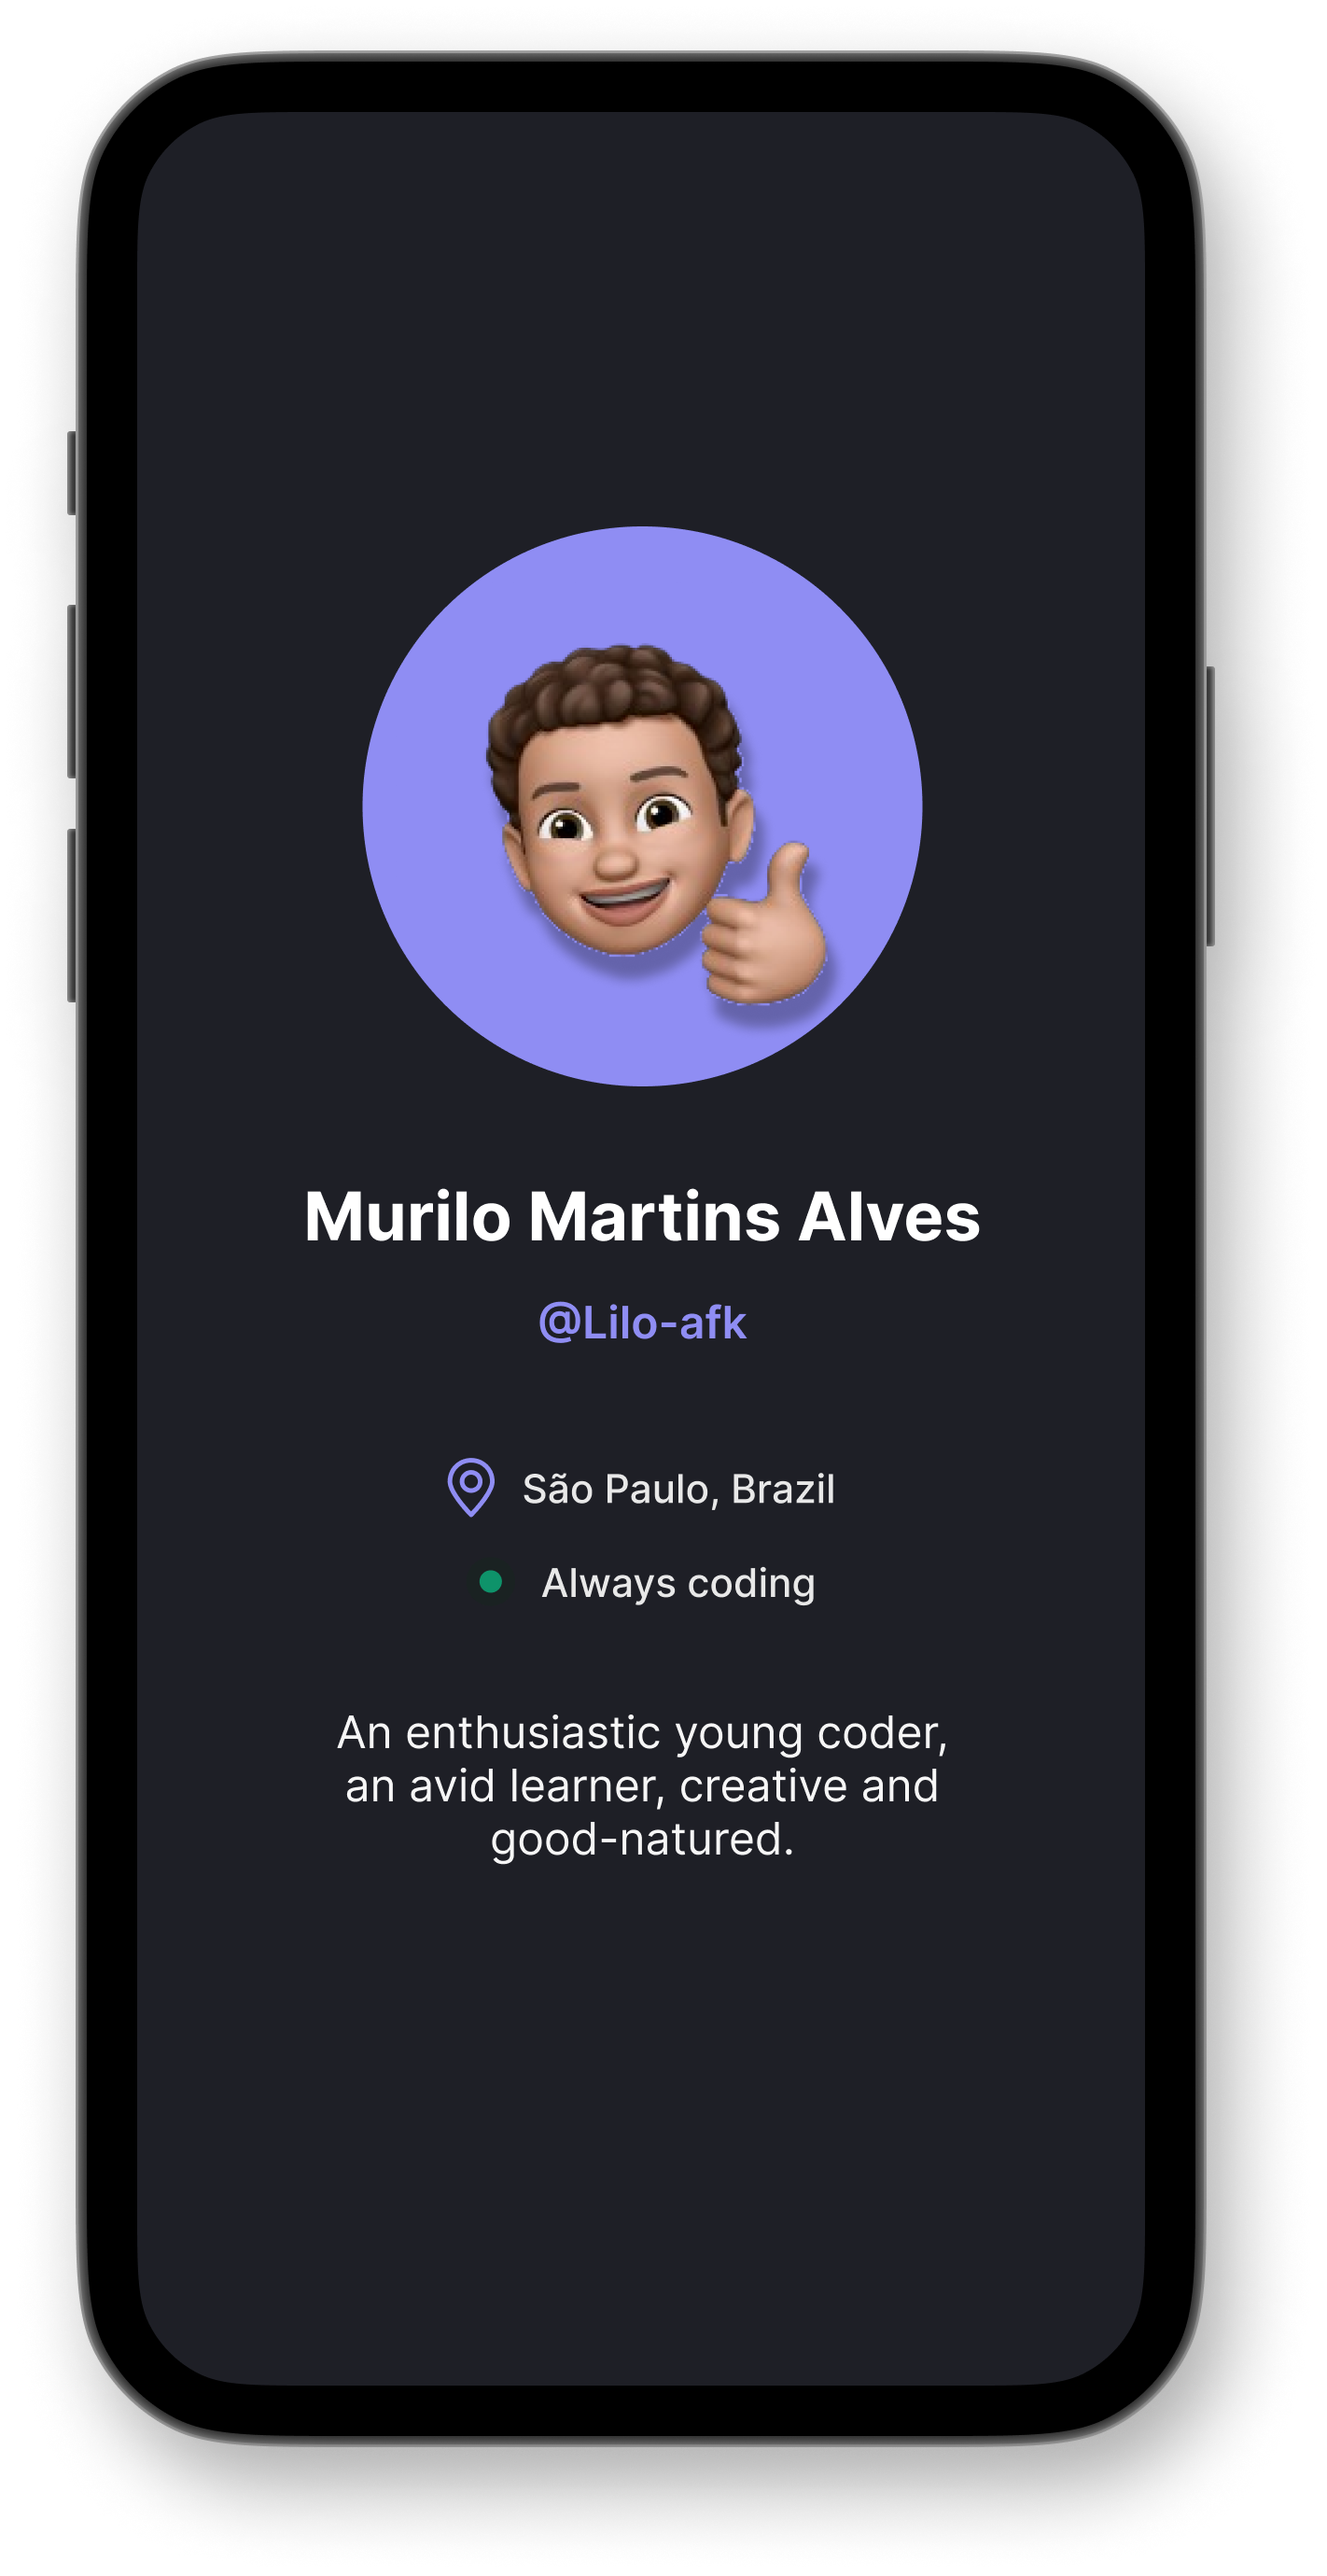 Murilo Martins Alves
@Lilo-afk
São Paulo, Brazil
Always coding
An enthusiastic young coder,
an avid learner, creative and
good-natured.